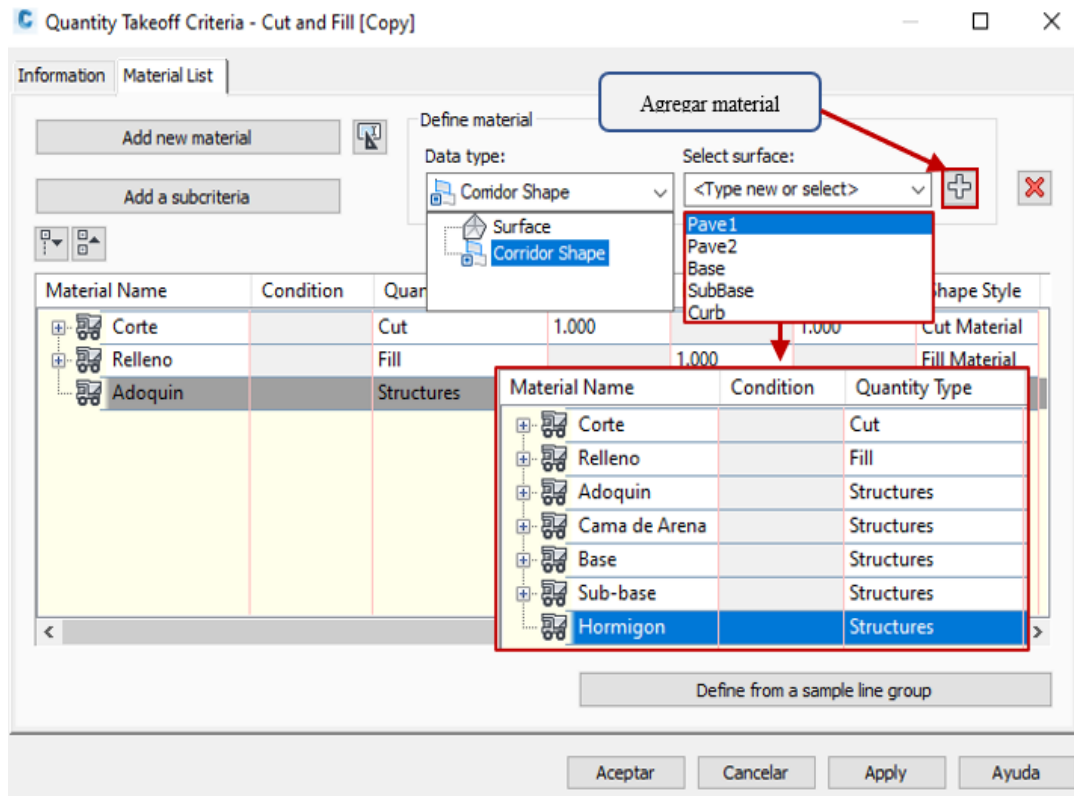 Quantity Takeoff Criteria - Cut and Fill [Copy]
Information Material List
Agregar material
Add new material
Define material
Data type:
Select surface:
Corridor Shape
<Type new or select>
Add a subcriteria
Surface
Corridor Shape
Pave1
Pave2
Base
SubBase
Curb
Material Name Condition Quan Shape Style
Corte Cut 1.000 1.000 Cut Material
Relleno Fill 1.000 Fill Material
Adoquin Structures
Material Name Condition Quantity Type
Corte Cut
Relleno Fill
Adoquin Structures
Cama de Arena Structures
Base Structures
Sub-base Structures
Hormigon Structures
Define from a sample line group
Aceptar Cancelar Apply Ayuda